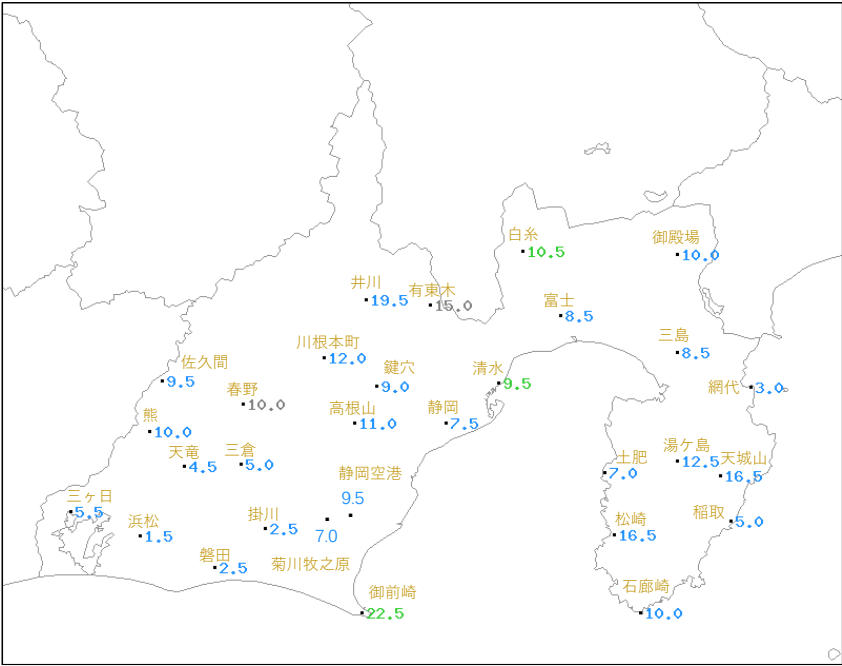 白糸
10.5
御殿場
10.0
井川
19.5
有東木
15.0
富士
8.5
川根本町
12.0
三島
8.5
佐久間
9.5
鍵穴
9.0
清水
9.5
網代
3.0
春野
10.0
熊
10.0
高根山
11.0
静岡
7.5
天竜
4.5
三倉
5.0
静岡空港
9.5
土肥
7.0
湯ケ島
12.5
天城山
16.5
三ヶ日
5.5
浜松
1.5
掛川
2.5
7.0
菊川牧之原
松崎
16.5
稲取
5.0
磐田
2.5
御前崎
22.5
石廊崎
10.0